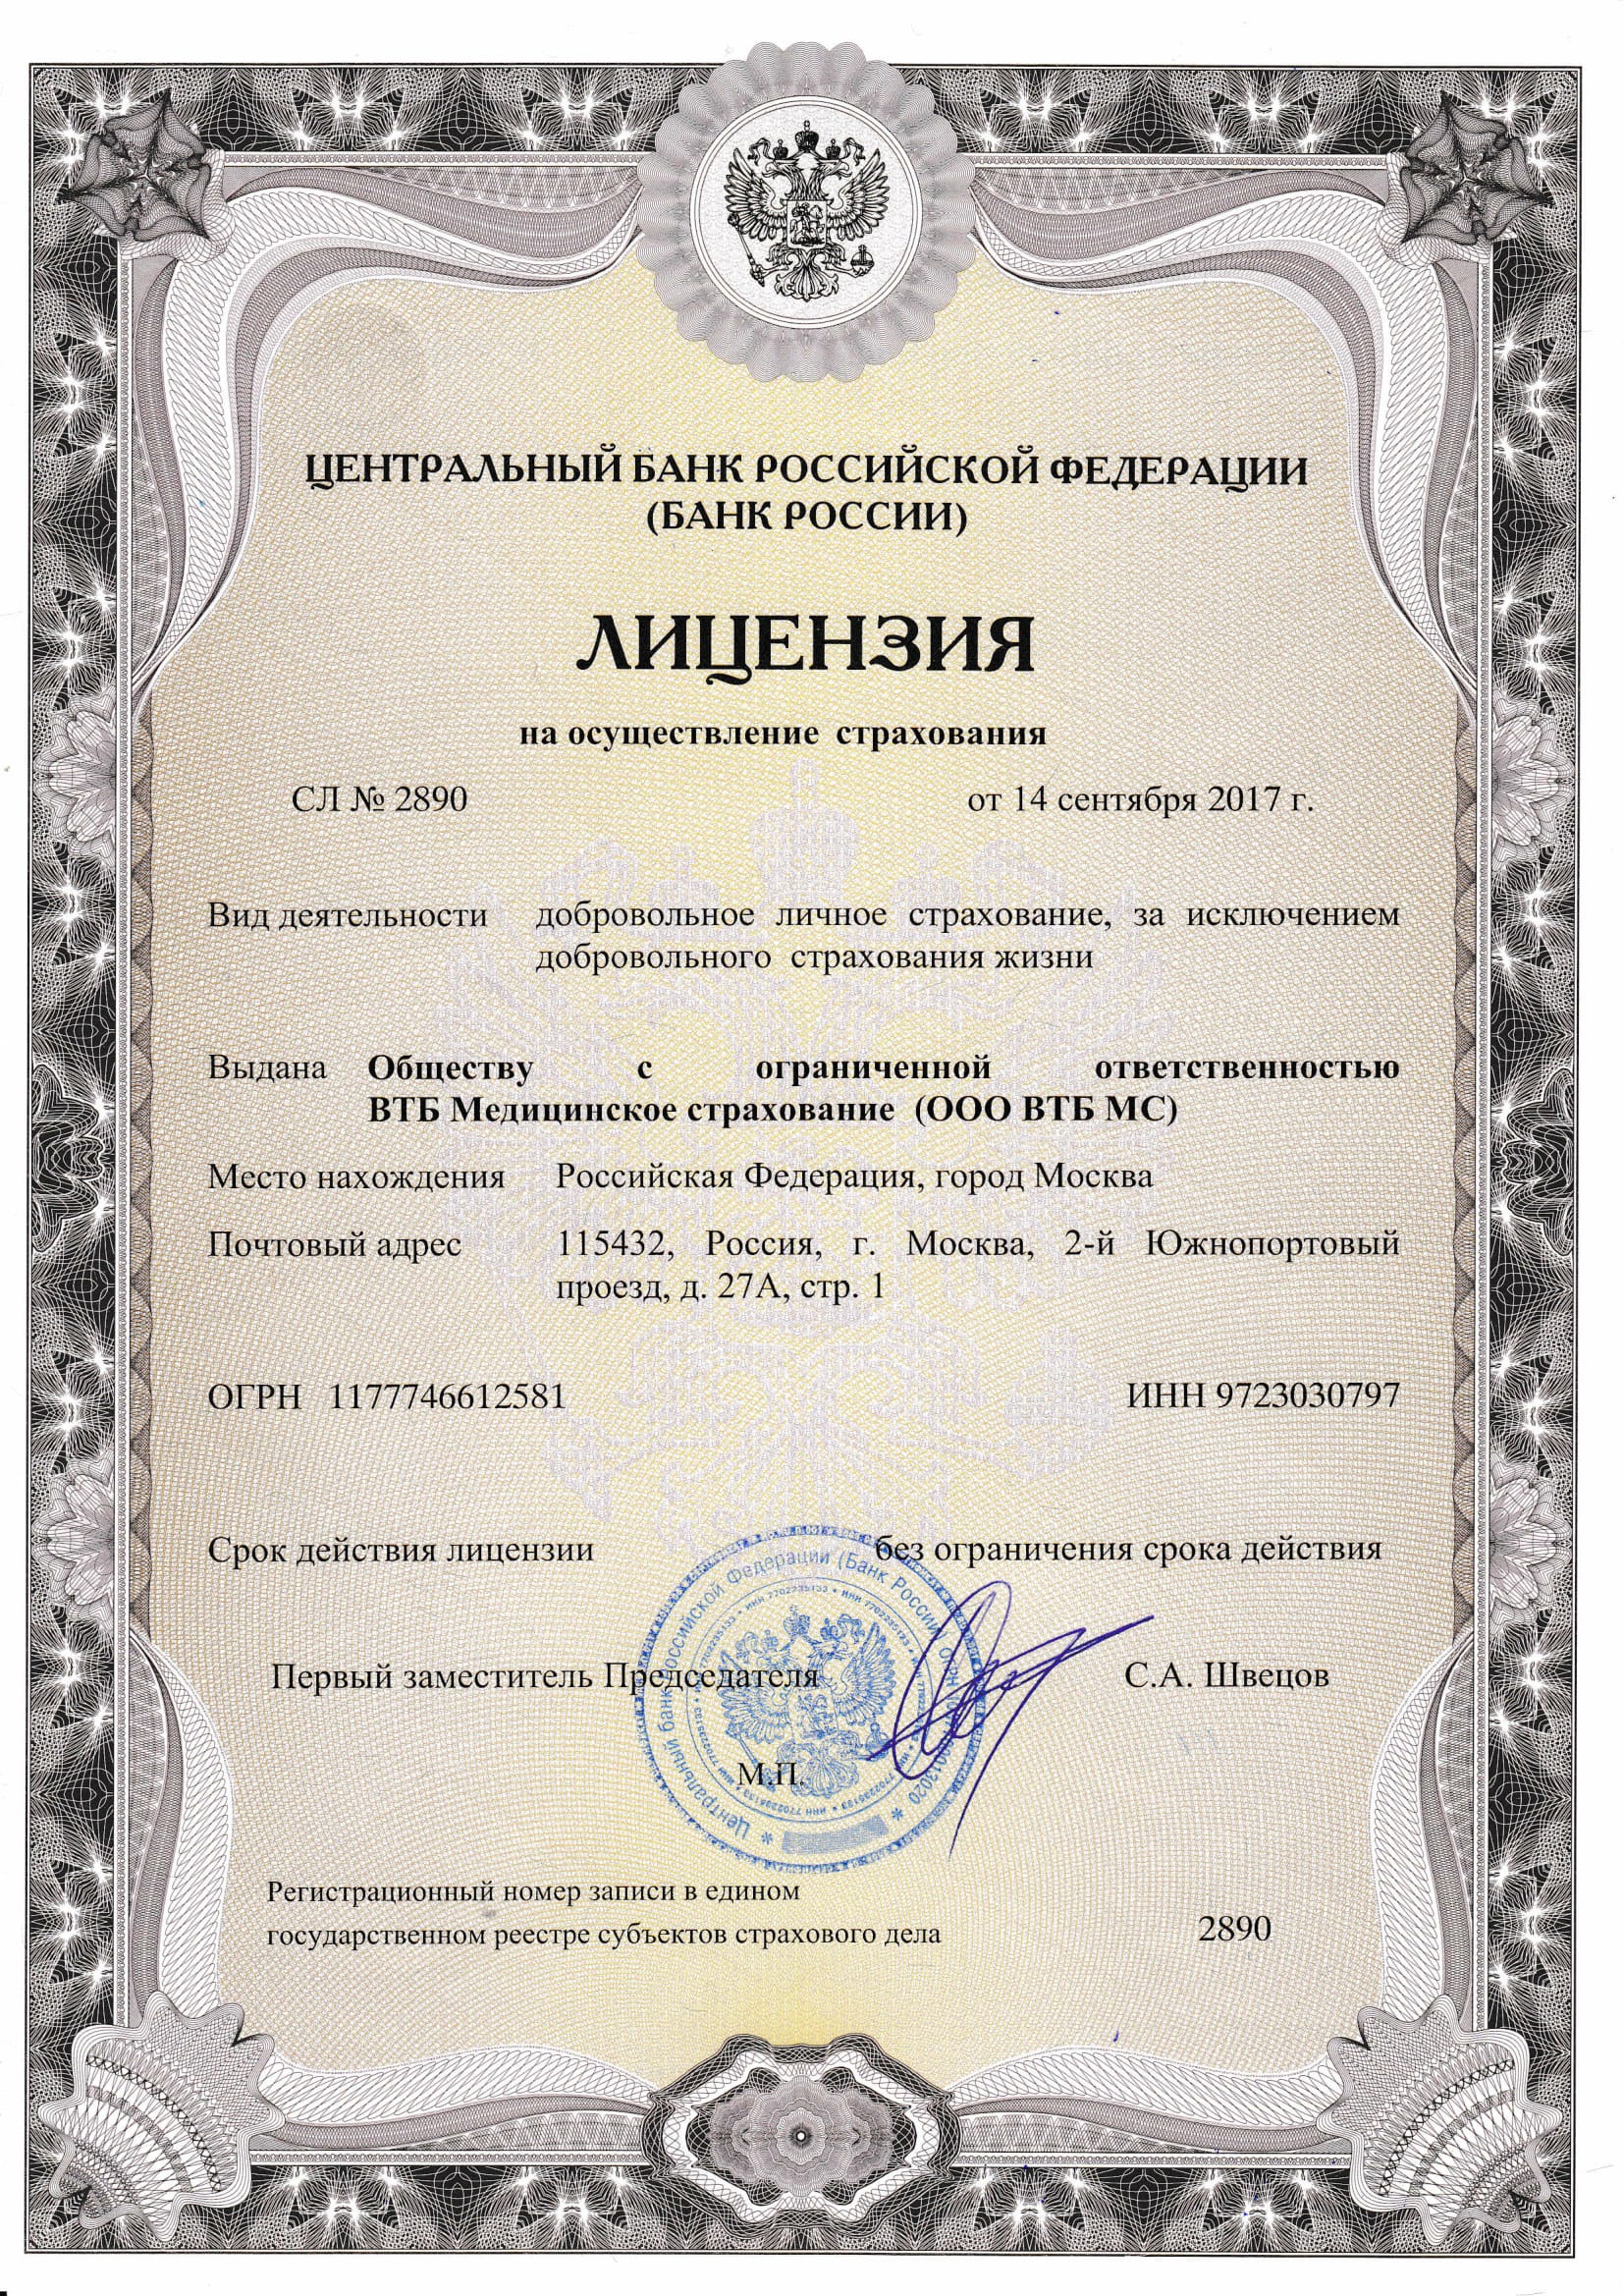 ЦЕНТРАЛЬНЫЙ БАНК РОССИЙСКОЙ ФЕДЕРАЦИИ
(БАНК РОССИИ)
ЛИЦЕНЗИЯ
на осуществление страхования
СЛ № 2890 от 14 сентября 2017 г.
Вид деятельности добровольное личное страхование, за исключением
добровольного страхования жизни
Выдана Обществу с ограниченной ответственностью
ВТБ Медицинское страхование (ООО ВТБ МС)
Место нахождения Российская Федерация, город Москва
Почтовый адрес 115432, Россия, г. Москва, 2-й Южнопортовый
проезд, д. 27А, стр. 1
ОГРН 1177746612581 ИНН 9723030797
Срок действия лицензии без ограничения срока действия
Центральный банк Российской Федерации (Банк России)
ИНН 7702235133
Первый заместитель Председателя С.А. Швецов
М.П.
Регистрационный номер записи в едином
государственном реестре субъектов страхового дела 2890